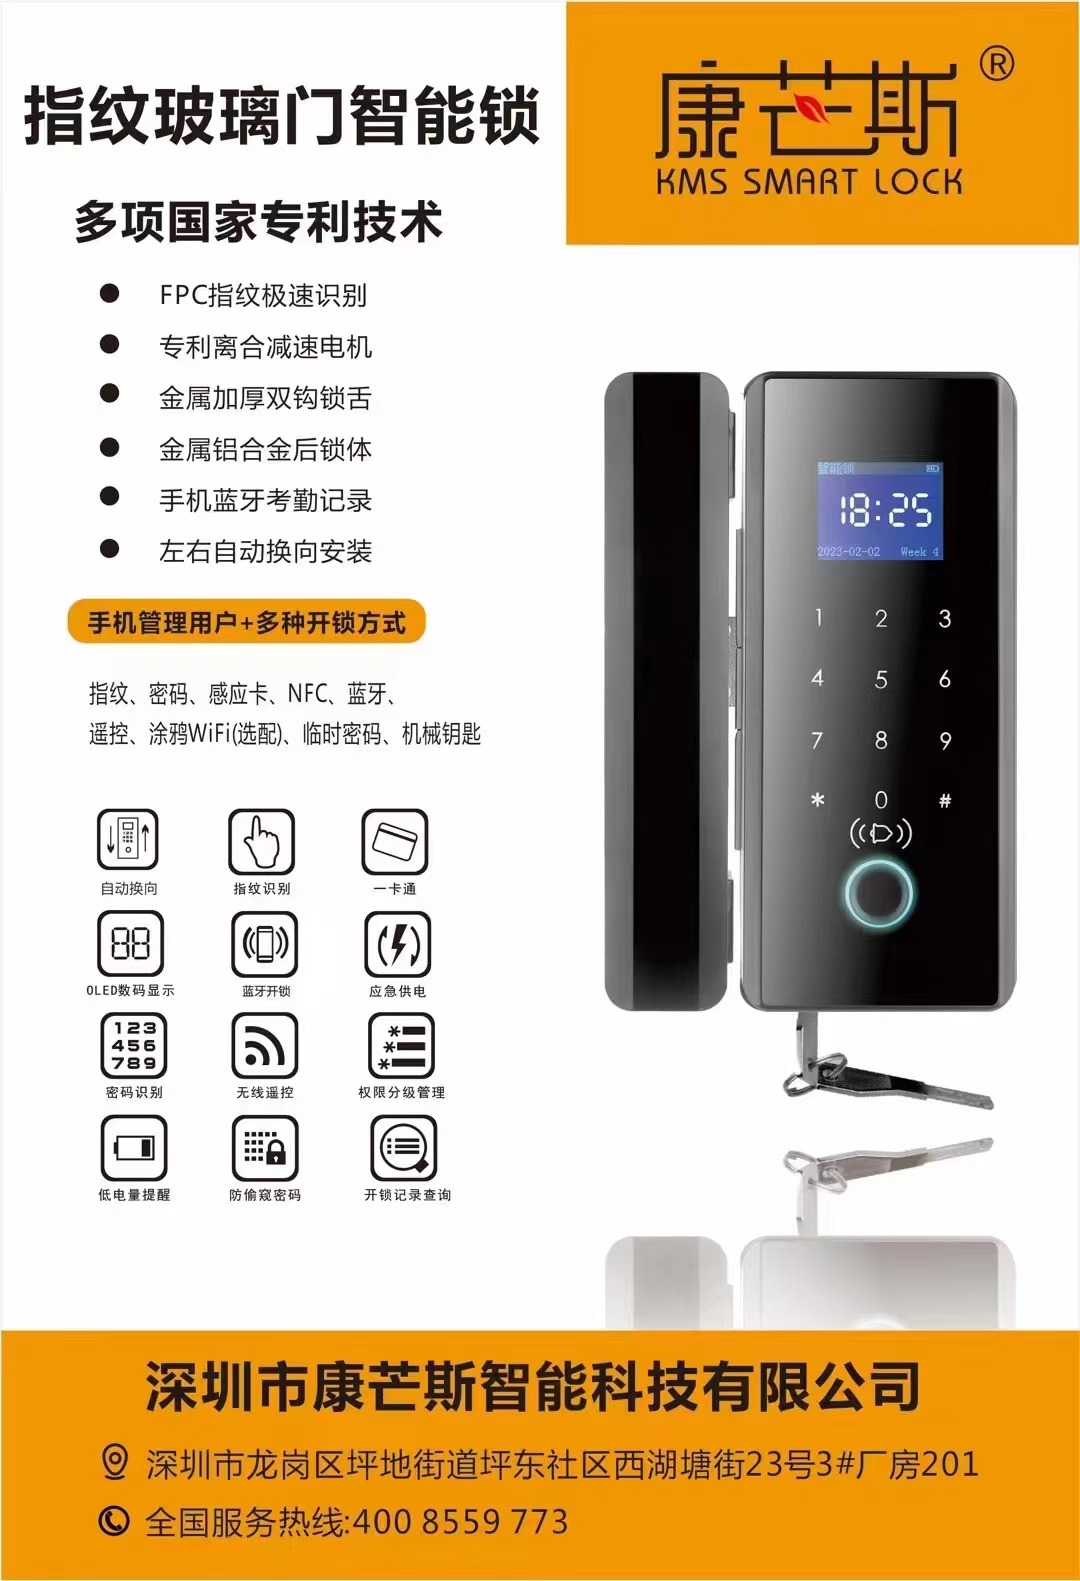 指纹玻璃门智能锁
康芒斯®
KMS SMART LOCK
多项国家专利技术
FPC指纹极速识别
专利离合减速电机
金属加厚双钩锁舌
金属铝合金后锁体
手机蓝牙考勤记录
左右自动换向安装
手机管理用户+多种开锁方式
指纹、密码、感应卡、NFC、蓝牙、
遥控、涂鸦WiFi(选配)、临时密码、机械钥匙
自动换向
指纹识别
一卡通
88
OLED数码显示
蓝牙开锁
应急供电
123
456
789
密码识别
无线遥控
***
权限分级管理
低电量提醒
防偷窥密码
开锁记录查询
智能锁
18:25
2023-02-02 Week 4
1 2 3
4 5 6
7 8 9
* 0 #
深圳市康芒斯智能科技有限公司
深圳市龙岗区坪地街道坪东社区西湖塘街23号3#厂房201
全国服务热线:400 8559 773